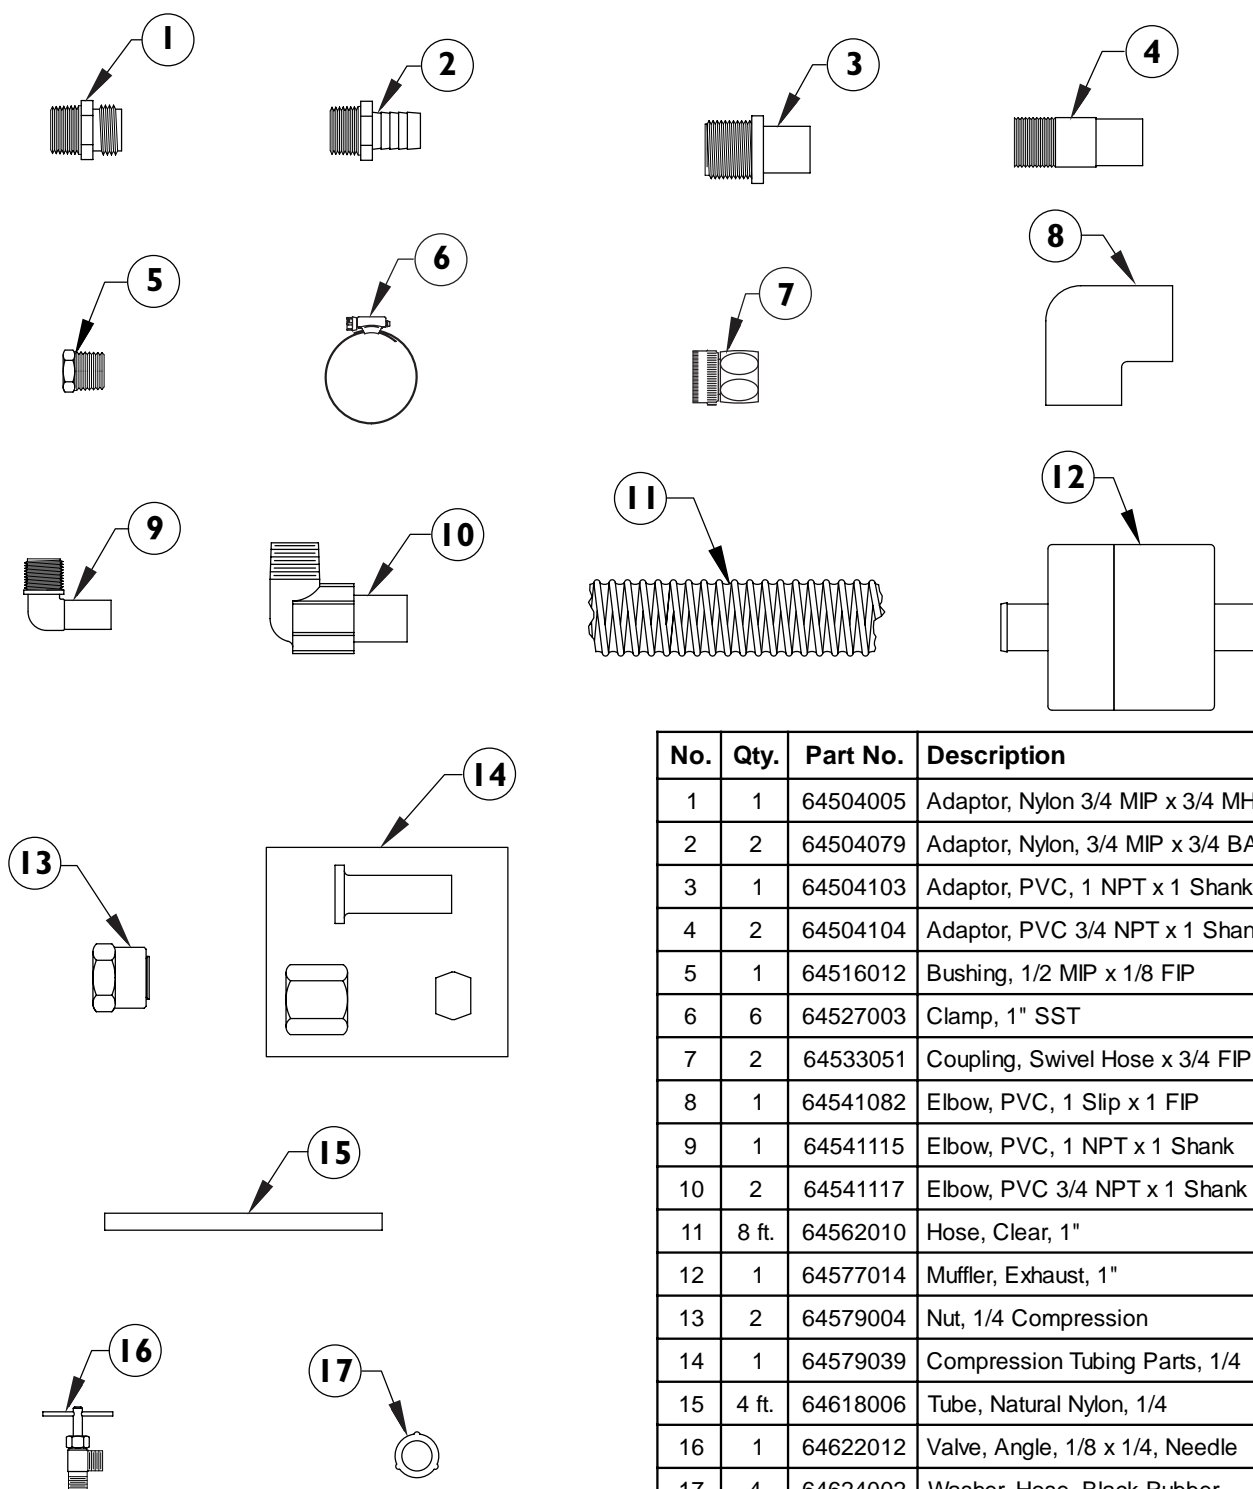 1
2
3
4
5
6
7
8
9
10
11
12
13
14
15
16
17
No. Qty. Part No. Description
1 1 64504005 Adaptor, Nylon 3/4 MIP x 3/4
2 2 64504079 Adaptor, Nylon, 3/4 MIP x 3/4
3 1 64504103 Adaptor, PVC, 1 NPT x 1 Shank
4 2 64504104 Adaptor, PVC 3/4 NPT x 1
5 1 64516012 Bushing, 1/2 MIP x 1/8 FIP
6 6 64527003 Clamp, 1" SST
7 2 64533051 Coupling, Swivel Hose x 3/4 FIP
8 1 64541082 Elbow, PVC, 1 Slip x 1 FIP
9 1 64541115 Elbow, PVC, 1 NPT x 1 Shank
10 2 64541117 Elbow, PVC 3/4 NPT x 1 Shank
11 8 ft. 64562010 Hose, Clear, 1"
12 1 64577014 Muffler, Exhaust, 1"
13 2 64579004 Nut, 1/4 Compression
14 1 64579039 Compression Tubing Parts, 1/4
15 4 ft. 64618006 Tube, Natural Nylon, 1/4
16 1 64622012 Valve, Angle, 1/8 x 1/4, Needle
17 4 Washer, Hose, Black Rubber